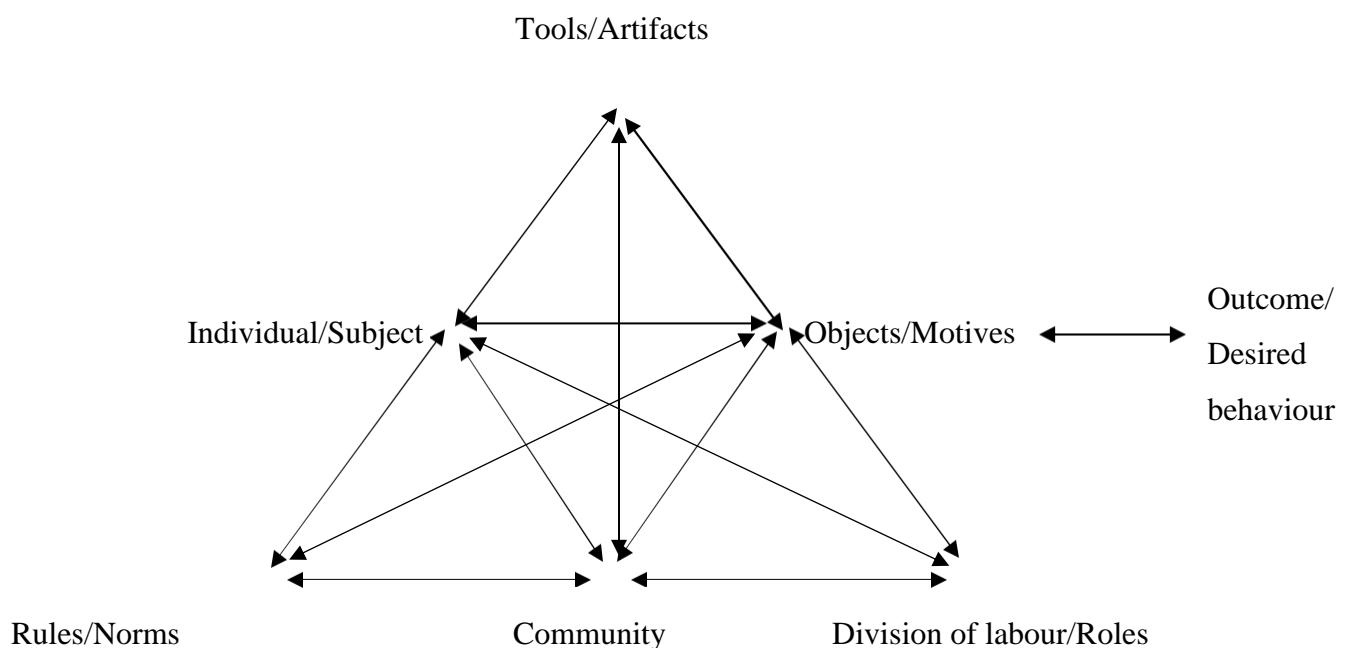 Tools/Artifacts
Individual/Subject
Objects/Motives
Outcome/
Desired
behaviour
Rules/Norms
Community
Division of labour/Roles